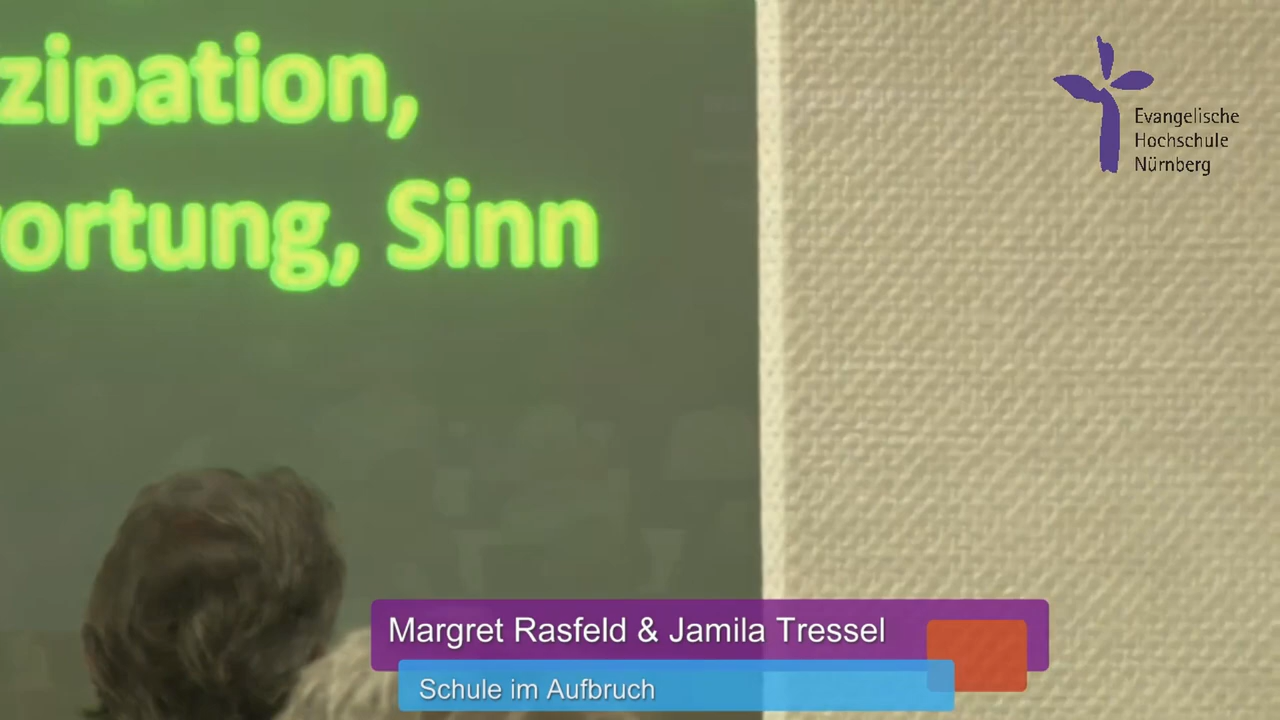 zipation,
ortung, Sinn
Evangelische
Hochschule
Nürnberg
Margret Rasfeld & Jamila Tressel
Schule im Aufbruch